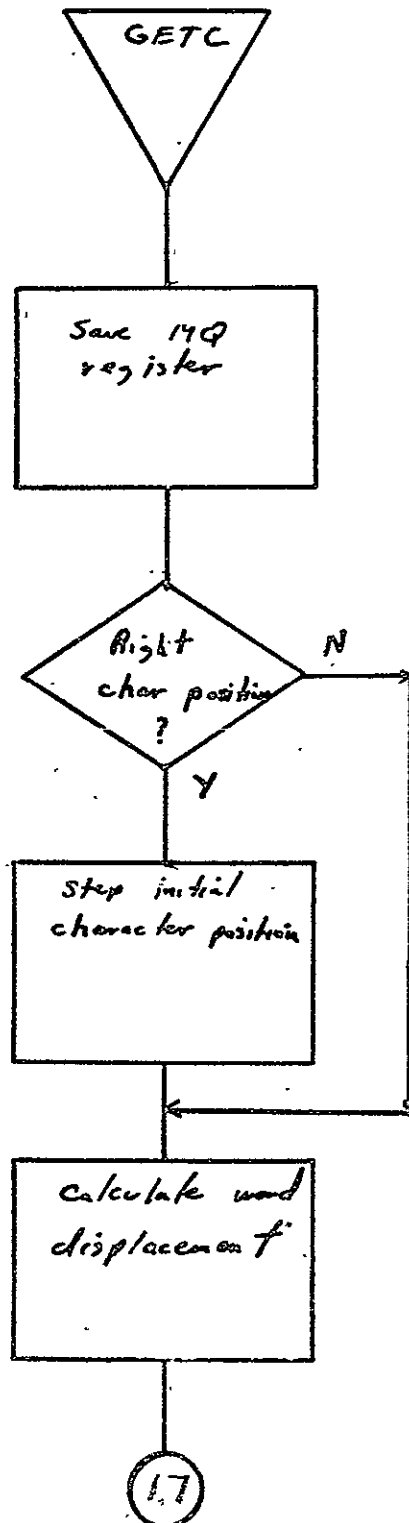 GETC
Save MQ
register
Right
char position
?
N
Y
Step initial
character position
Calculate word
displacement
1.7